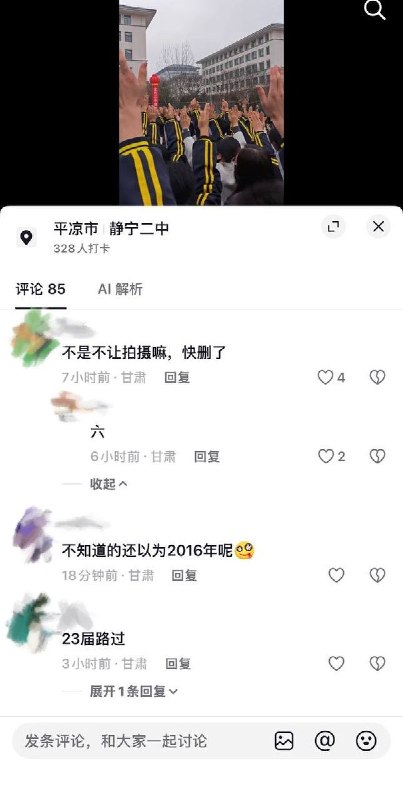 平凉市 | 静宁二中
328人打卡
评论 85
AI 解析
不是不让拍摄嘛，快删了
7小时前 · 甘肃 回复 4
六
6小时前 · 甘肃 回复 2
收起
不知道的还以为2016年呢
18分钟前 · 甘肃 回复
23届路过
3小时前 · 甘肃 回复
展开1条回复
发条评论，和大家一起讨论